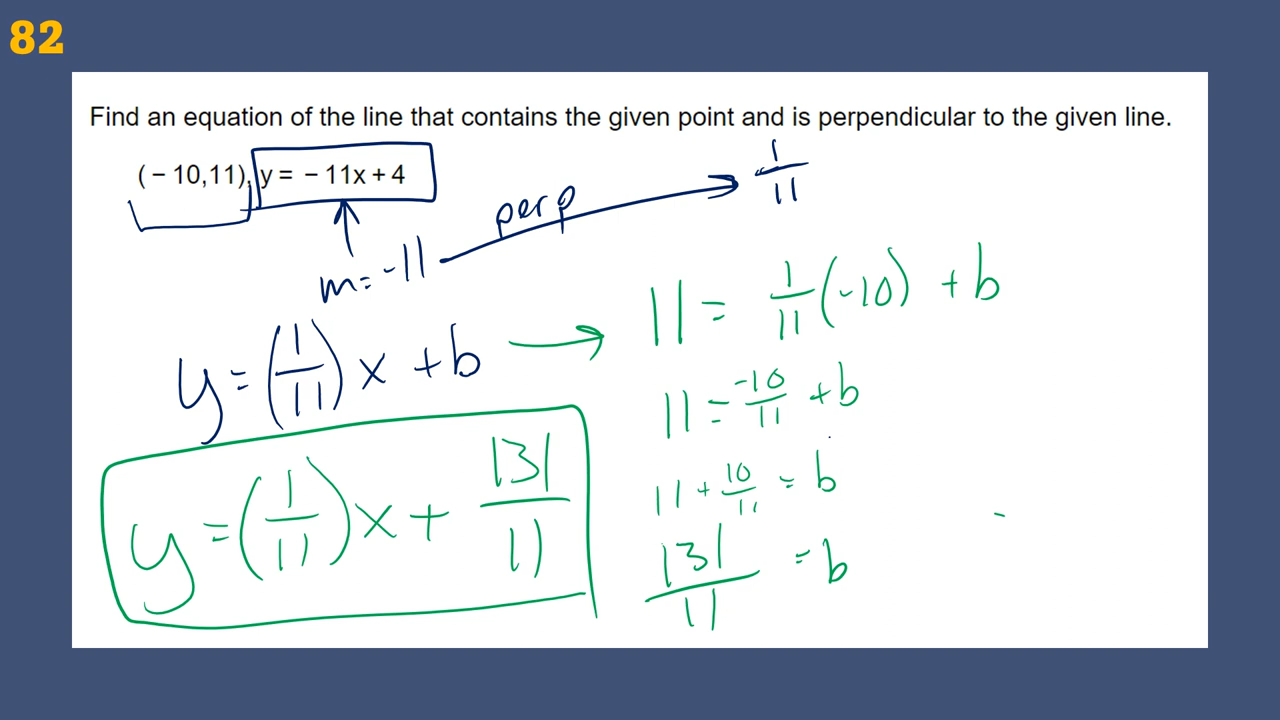 82
Find an equation of the line that contains the given point and is perpendicular to the given line.
(− 10,11), y = − 11x + 4
perp
1/11
m = -11
y = (1/11) x + b
11 = 1/11 (-10) + b
11 = -10/11 + b
11 + 10/11 = b
131/11 = b
y = (1/11) x + 131/11